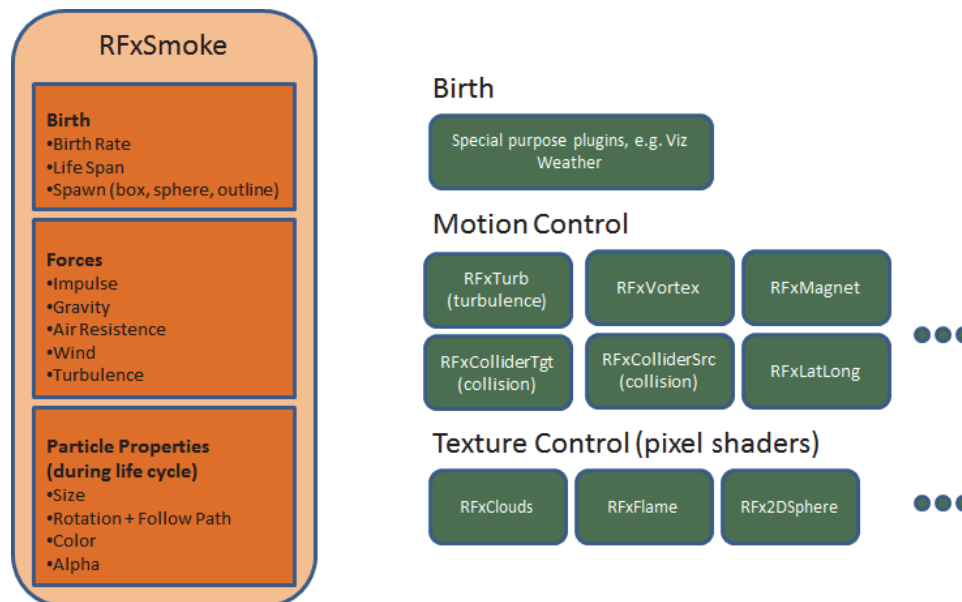 RFxSmoke
Birth
•Birth Rate
•Life Span
•Spawn (box, sphere, outline)
Forces
•Impulse
•Gravity
•Air Resistence
•Wind
•Turbulence
Particle Properties
(during life cycle)
•Size
•Rotation + Follow Path
•Color
•Alpha
Birth
Special purpose plugins, e.g. Viz
Weather
Motion Control
RFxTurb
(turbulence)
RFxVortex
RFxMagnet
RFxColliderTgt
(collision)
RFxColliderSrc
(collision)
RFxLatLong
Texture Control (pixel shaders)
RFxClouds
RFxFlame
RFx2DSphere